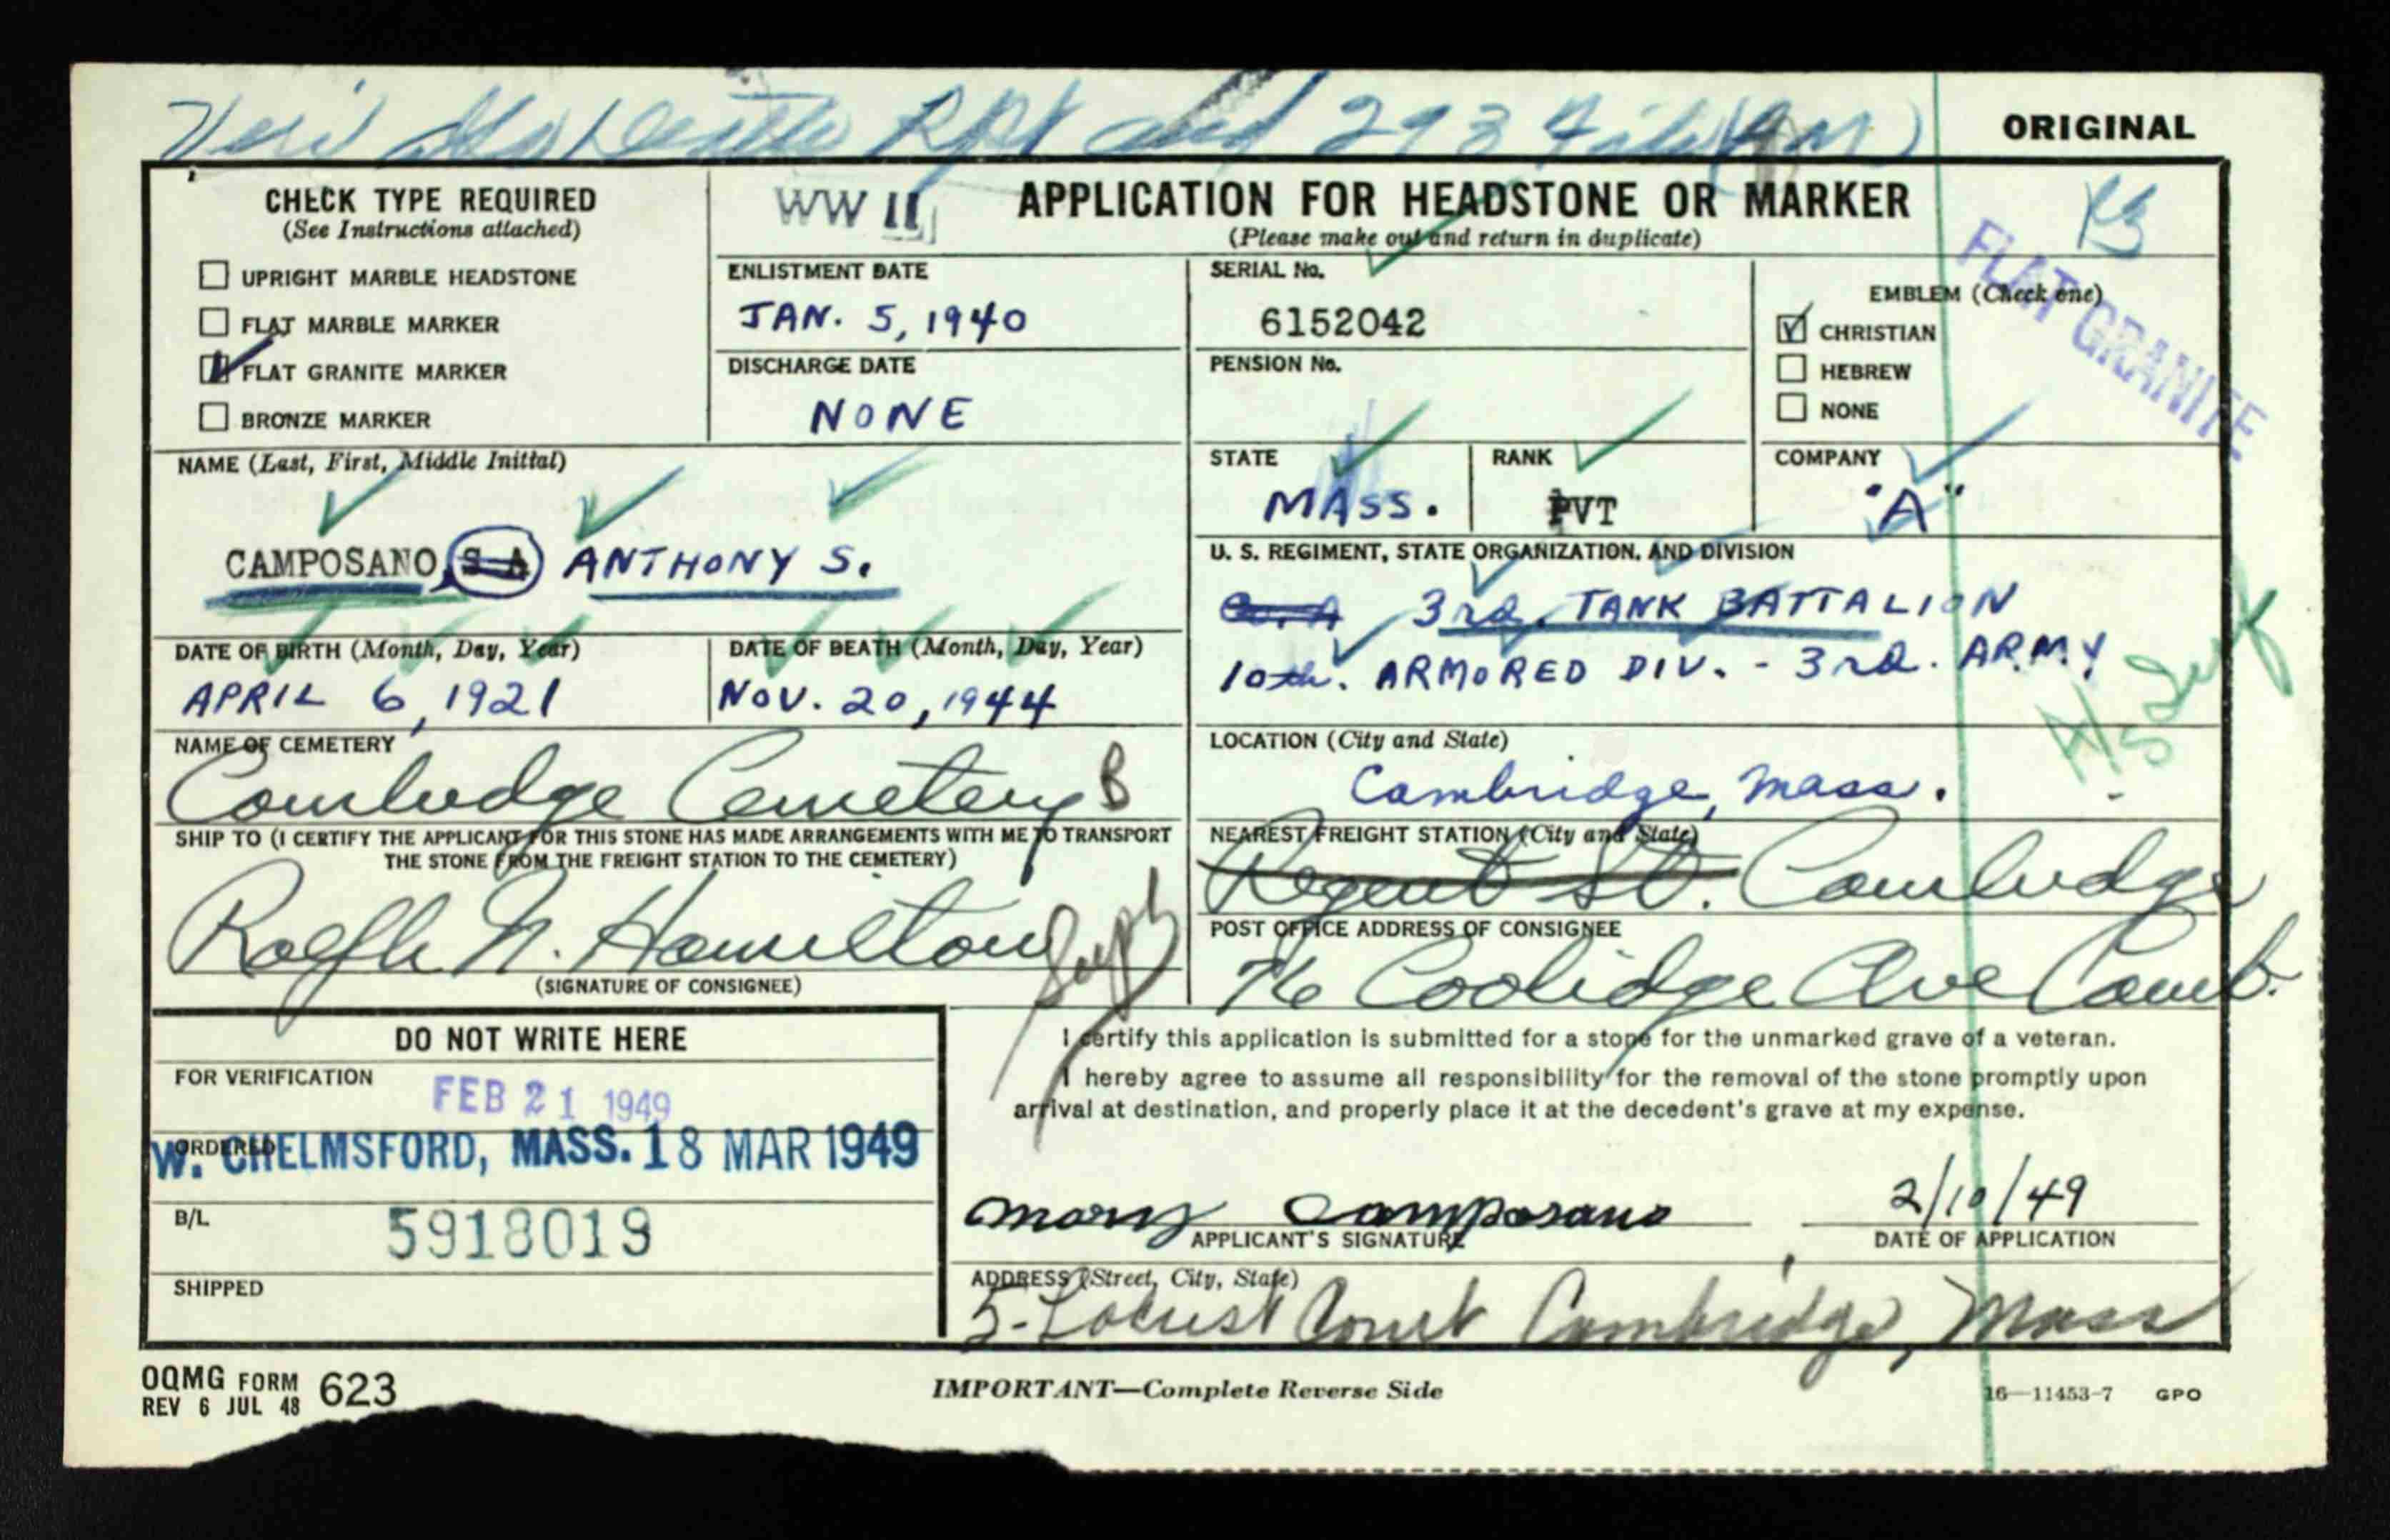 Rpt and 293 File
ORIGINAL
CHECK TYPE REQUIRED
(See Instructions attached)
UPRIGHT MARBLE HEADSTONE
FLAT MARBLE MARKER
FLAT GRANITE MARKER
BRONZE MARKER
WW II
APPLICATION FOR HEADSTONE OR MARKER
(Please make out and return in duplicate)
ENLISTMENT DATE
JAN. 5, 1940
DISCHARGE DATE
NONE
SERIAL No.
6152042
PENSION No.
EMBLEM (Check one)
CHRISTIAN
HEBREW
NONE
FLAT GRANITE
NAME (Last, First, Middle Initial)
CAMPOSANO, S A ANTHONY S.
STATE
MASS.
RANK
PVT
COMPANY
"A"
U. S. REGIMENT, STATE ORGANIZATION, AND DIVISION
3rd. TANK BATTALION
10th. ARMORED DIV. - 3rd. ARMY
DATE OF BIRTH (Month, Day, Year)
APRIL 6, 1921
DATE OF DEATH (Month, Day, Year)
NOV. 20, 1944
NAME OF CEMETERY
Cambridge Cemetery B
LOCATION (City and State)
Cambridge, Mass.
SHIP TO (I CERTIFY THE APPLICANT FOR THIS STONE HAS MADE ARRANGEMENTS WITH ME TO TRANSPORT
THE STONE FROM THE FREIGHT STATION TO THE CEMETERY)
N. Hamilton Supt
(SIGNATURE OF CONSIGNEE)
NEAREST FREIGHT STATION (City and State)
Regent St. Cambridge
POST OFFICE ADDRESS OF CONSIGNEE
76 Coolidge Ave Camb.
DO NOT WRITE HERE
FOR VERIFICATION
FEB 21 1949
ORDERED
W. CHELMSFORD, MASS. 18 MAR 1949
B/L
5918019
SHIPPED
I certify this application is submitted for a stone for the unmarked grave of a veteran.
I hereby agree to assume all responsibility for the removal of the stone promptly upon
arrival at destination, and properly place it at the decedent's grave at my expense.
Mary Camposano
APPLICANT'S SIGNATURE
2/10/49
DATE OF APPLICATION
ADDRESS (Street, City, State)
5-Locust Court Cambridge, Mass
OQMG FORM 623
REV 6 JUL 48
IMPORTANT—Complete Reverse Side
16—11453-7 GPO